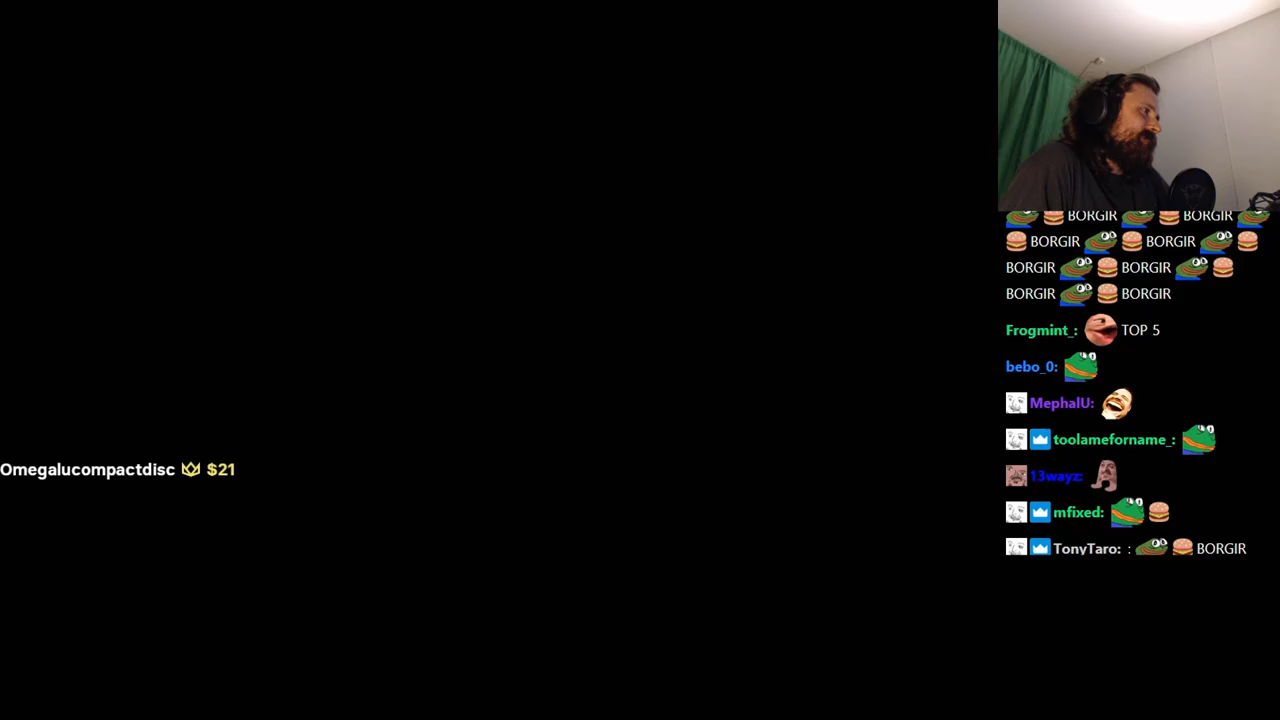 BORGIR BORGIR
BORGIR BORGIR
BORGIR BORGIR
BORGIR BORGIR
Frogmint_: TOP 5
bebo_0:
MephalU:
toolameforname_:
13wayz:
mfixed:
TonyTaro: : BORGIR
Omegalucompactdisc $21